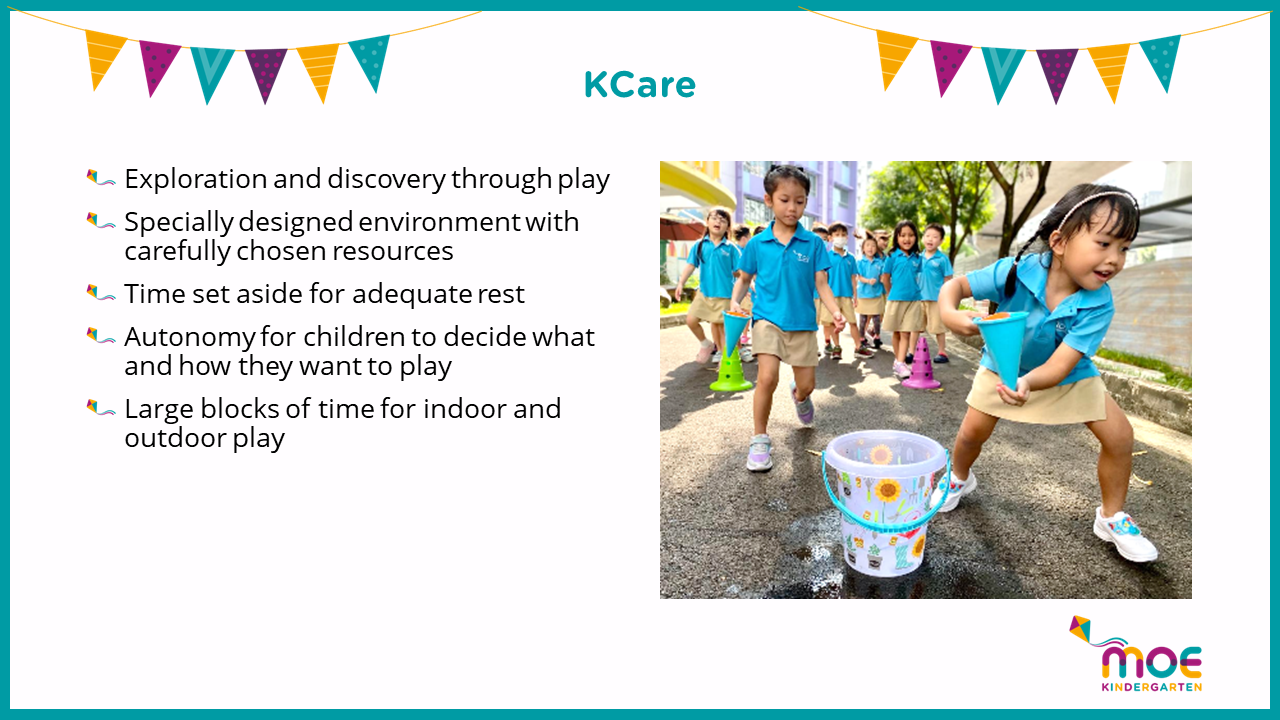 KCare
Exploration and discovery through play
Specially designed environment with
carefully chosen resources
Time set aside for adequate rest
Autonomy for children to decide what
and how they want to play
Large blocks of time for indoor and
outdoor play
moe
KINDERGARTEN